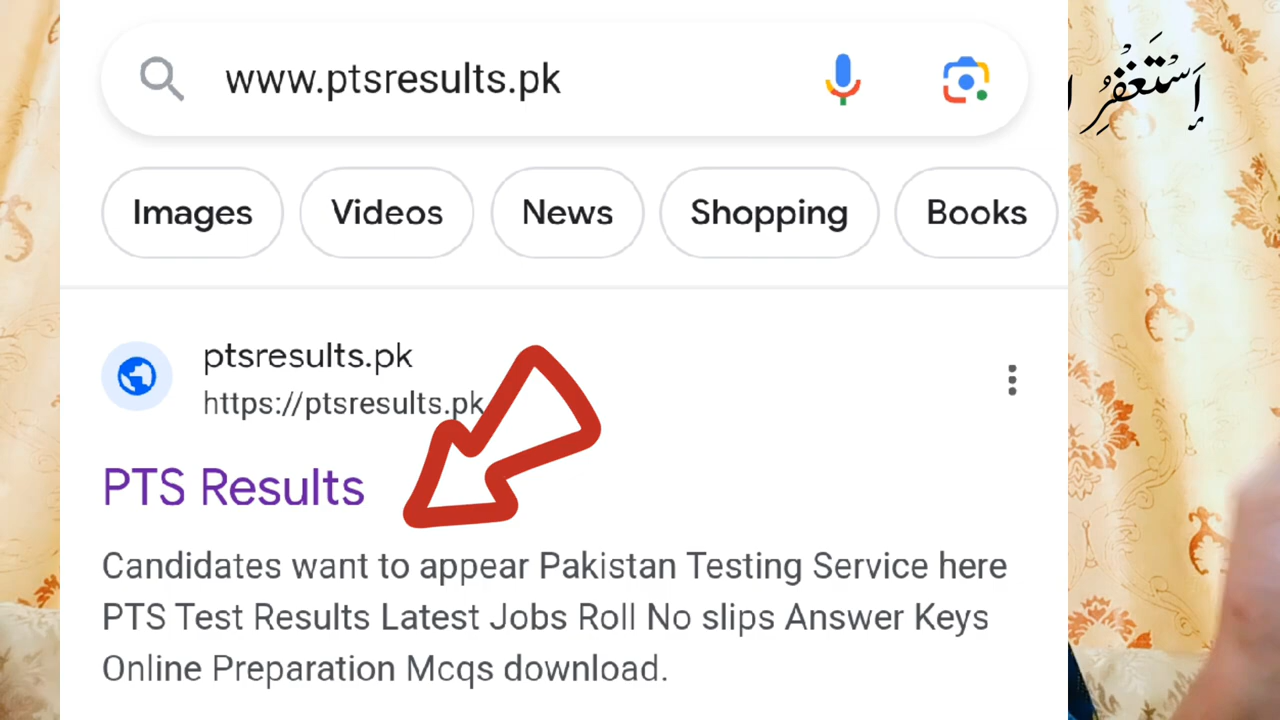 www.ptsresults.pk
إَسْتَغْفِرُ
Images
Videos
News
Shopping
Books
ptsresults.pk
https://ptsresults.pk
PTS Results
Candidates want to appear Pakistan Testing Service here
PTS Test Results Latest Jobs Roll No slips Answer Keys
Online Preparation Mcqs download.